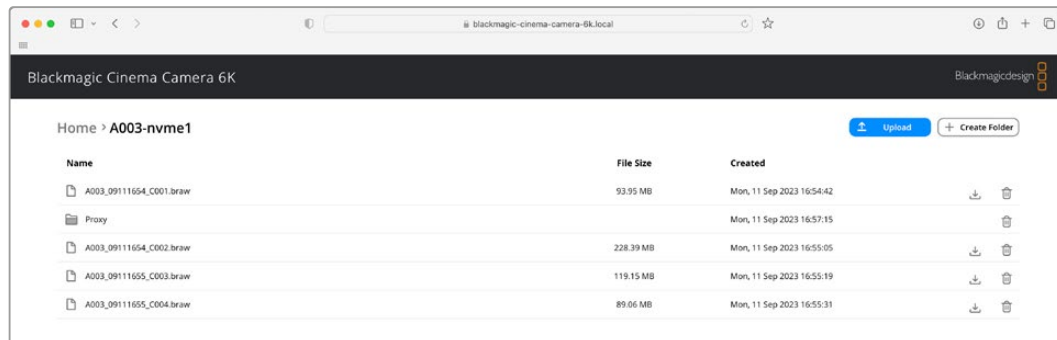 blackmagic-cinema-camera-6k.local
Blackmagic Cinema Camera 6K
Blackmagicdesign
Home > A003-nvme1
Upload
+ Create Folder
Name File Size Created
A003_09111654_C001.braw 93.95 MB Mon, 11 Sep 2023 16:54:42
Proxy Mon, 11 Sep 2023 16:57:15
A003_09111654_C002.braw 228.39 MB Mon, 11 Sep 2023 16:55:05
A003_09111655_C003.braw 119.15 MB Mon, 11 Sep 2023 16:55:19
A003_09111655_C004.braw 89.06 MB Mon, 11 Sep 2023 16:55:31